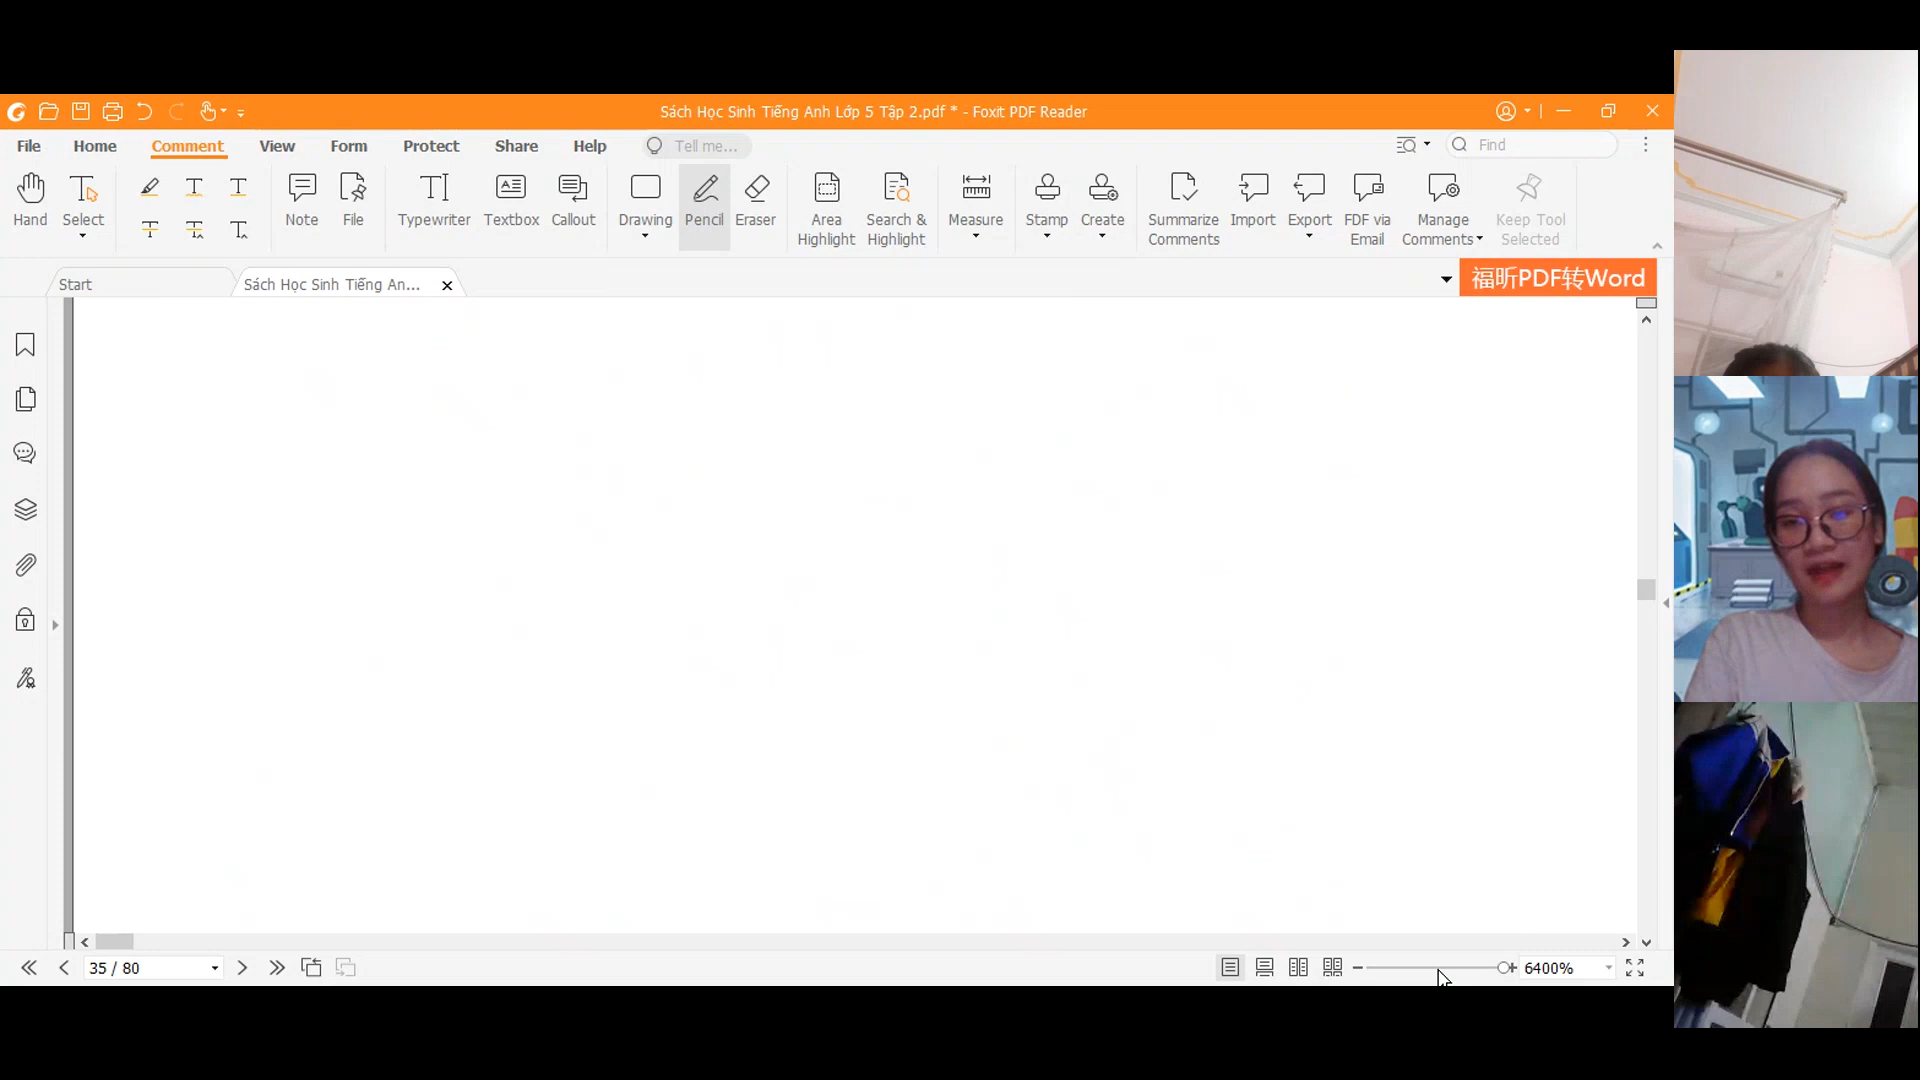 Sách Học Sinh Tiếng Anh Lớp 5 Tập 2.pdf * - Foxit PDF Reader
File Home Comment View Form Protect Share Help Tell me... Find
Hand Select Note File Typewriter Textbox Callout Drawing Pencil Eraser Area Highlight Search & Highlight Measure Stamp Create Summarize Comments Import Export PDF via Email Manage Comments Keep Tool Selected
Start Sách Học Sinh Tiếng An... 福昕PDF转Word
35 / 80 6400%